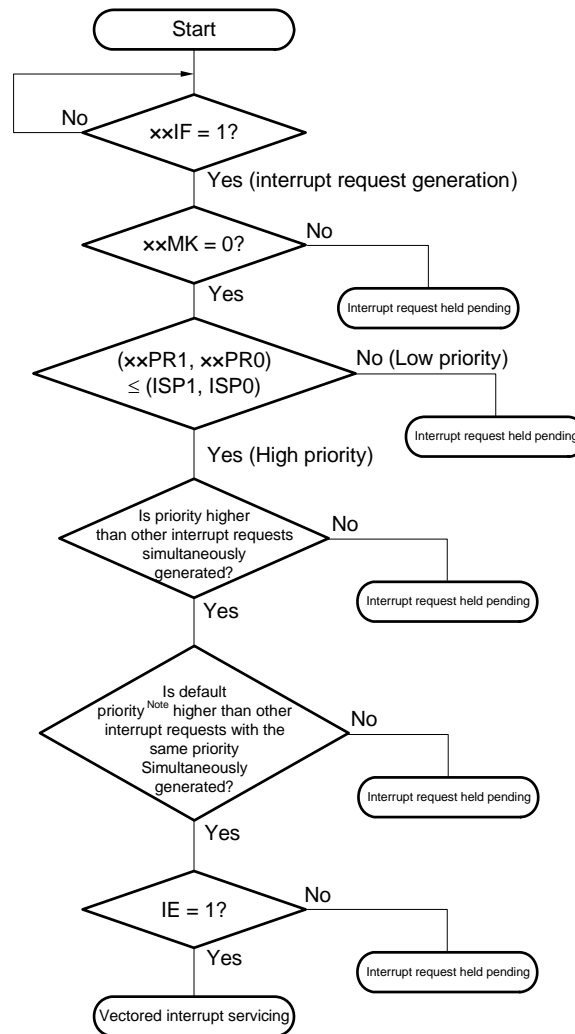 Start
No
××IF = 1?
Yes (interrupt request generation)
××MK = 0?
No
Yes
Interrupt request held pending
(××PR1, ××PR0)
≤ (ISP1, ISP0)
No (Low priority)
Interrupt request held pending
Yes (High priority)
Is priority higher
than other interrupt requests
simultaneously
generated?
No
Interrupt request held pending
Yes
Is default
priority Note higher than other
interrupt requests with the
same priority
Simultaneously
generated?
No
Interrupt request held pending
Yes
IE = 1?
No
Interrupt request held pending
Yes
Vectored interrupt servicing